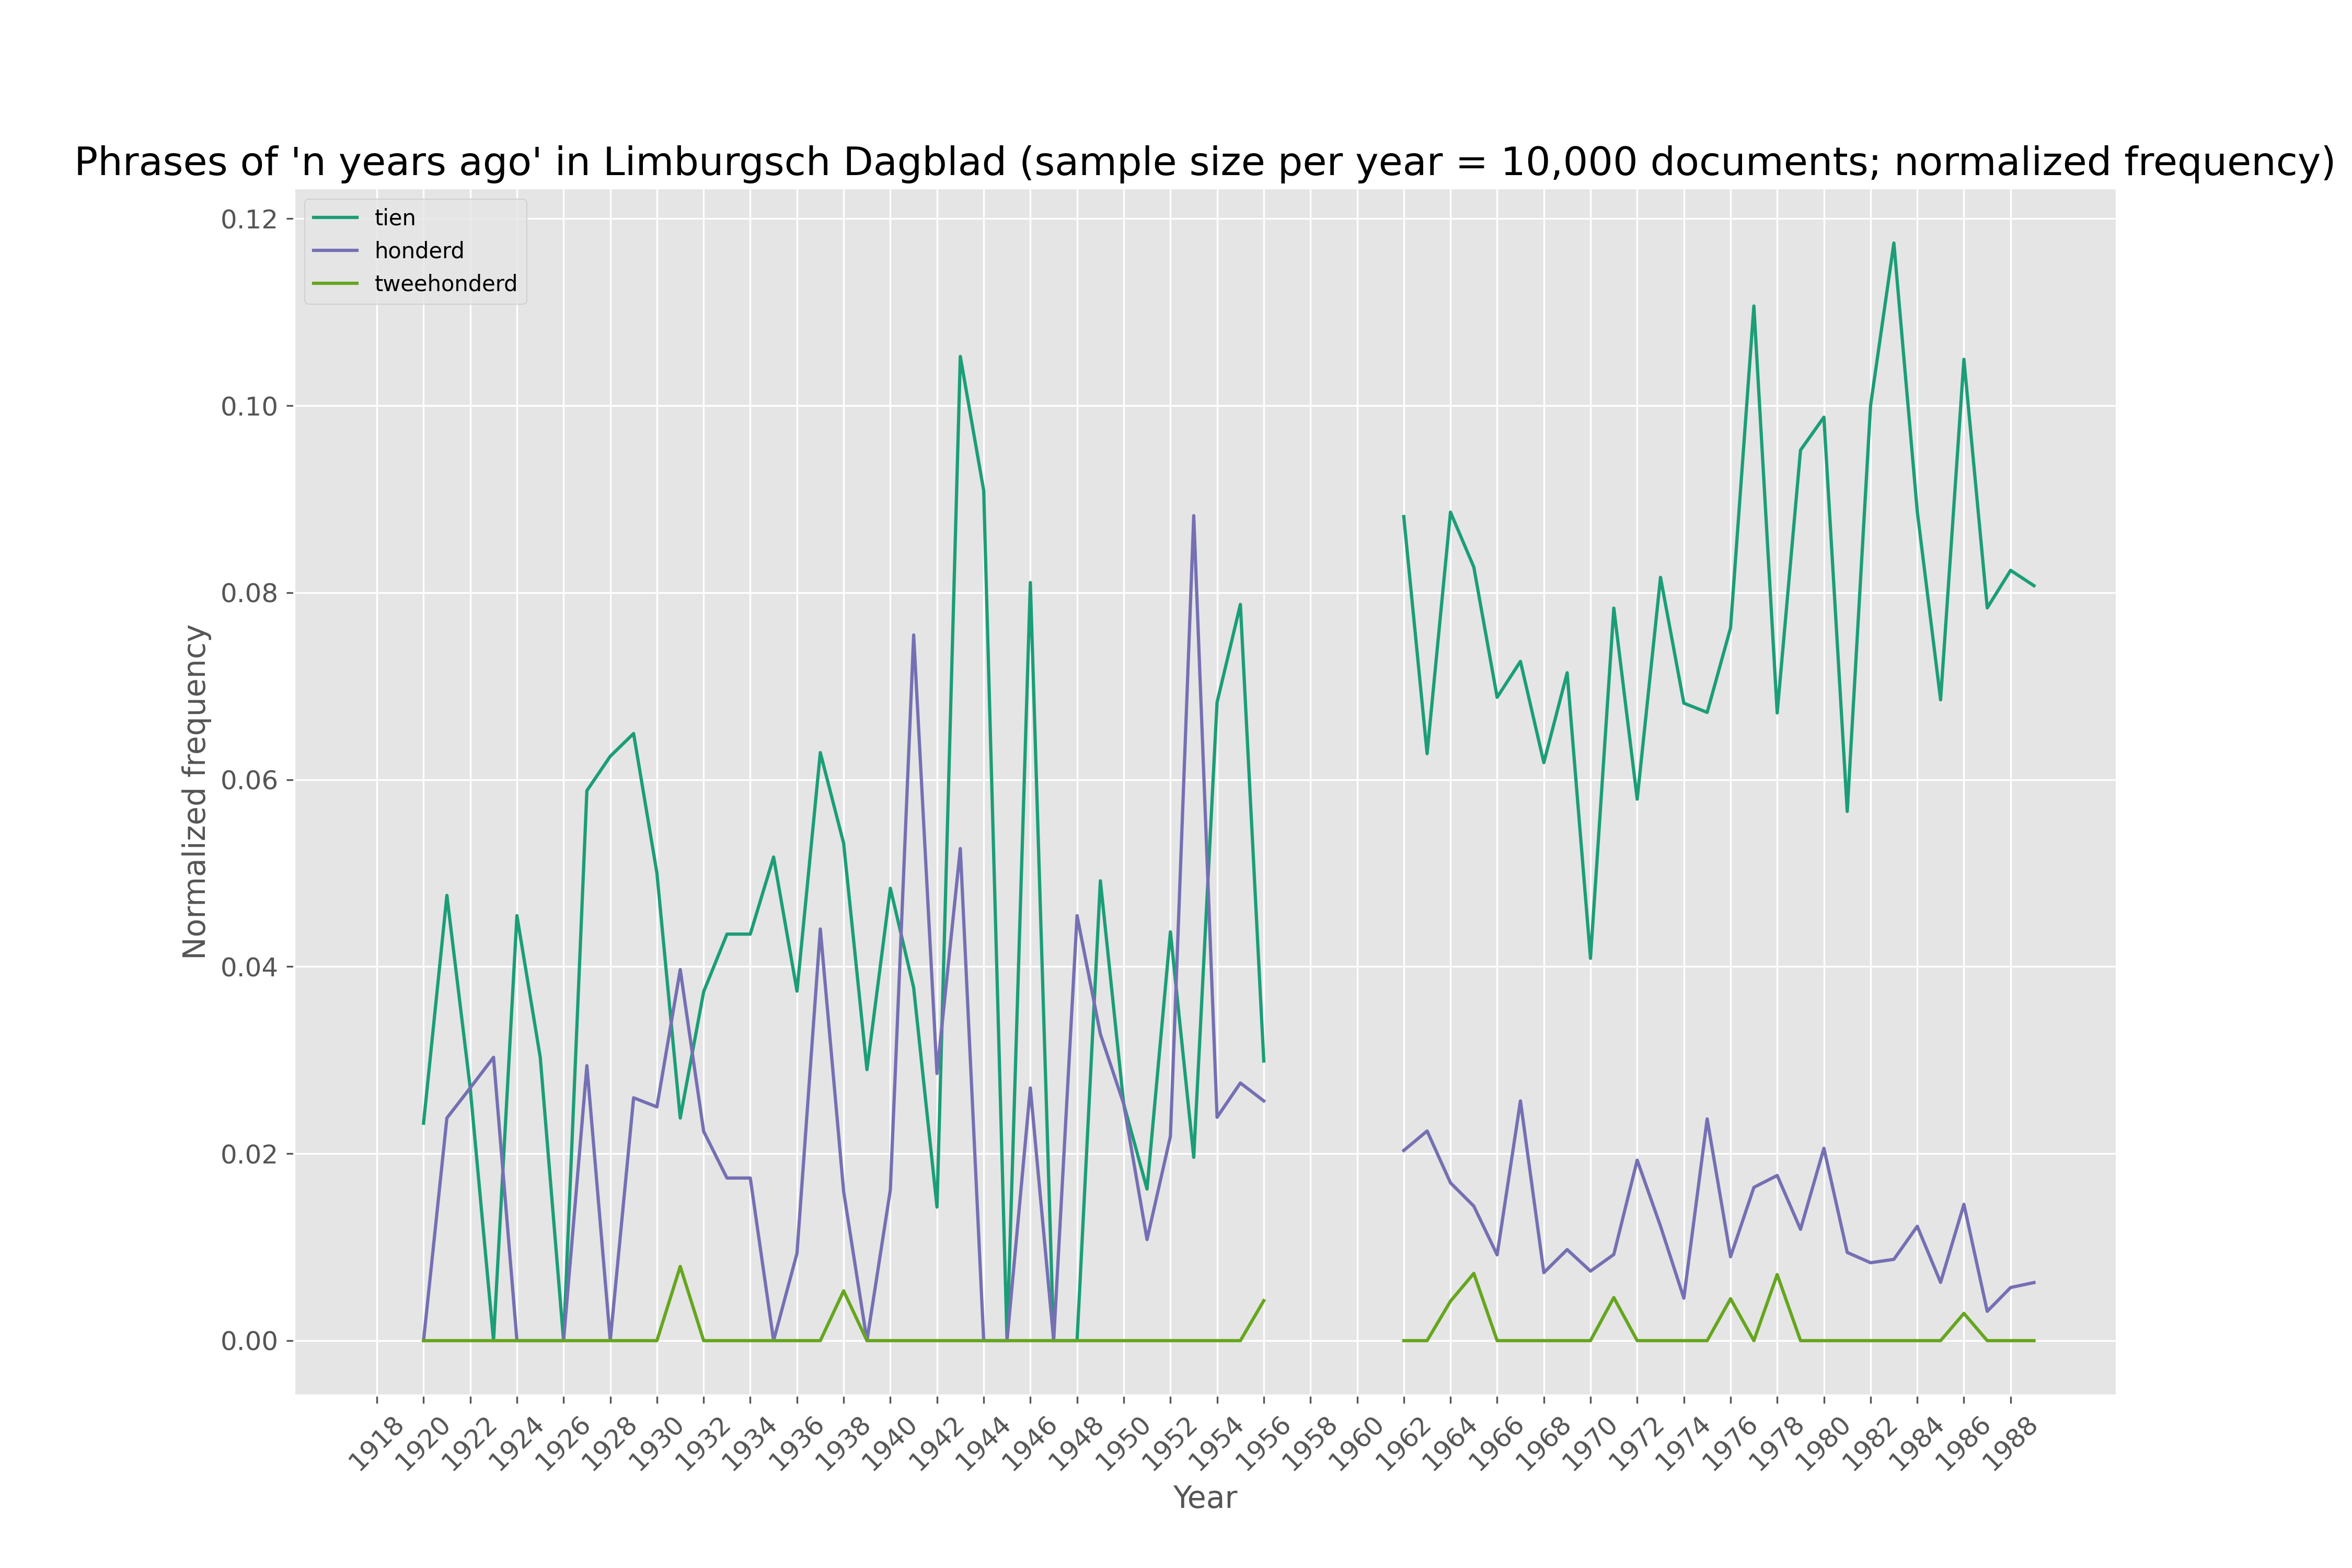 Phrases of 'n years ago' in Limburgsch Dagblad (sample size per year = 10,000 documents; normalized frequency)
tien
honderd
tweehonderd
0.12
0.10
0.08
0.06
0.04
0.02
0.00
Normalized frequency
1918 1920 1922 1924 1926 1928 1930 1932 1934 1936 1938 1940 1942 1944 1946 1948 1950 1952 1954 1956 1958 1960 1962 1964 1966 1968 1970 1972 1974 1976 1978 1980 1982 1984 1986 1988
Year